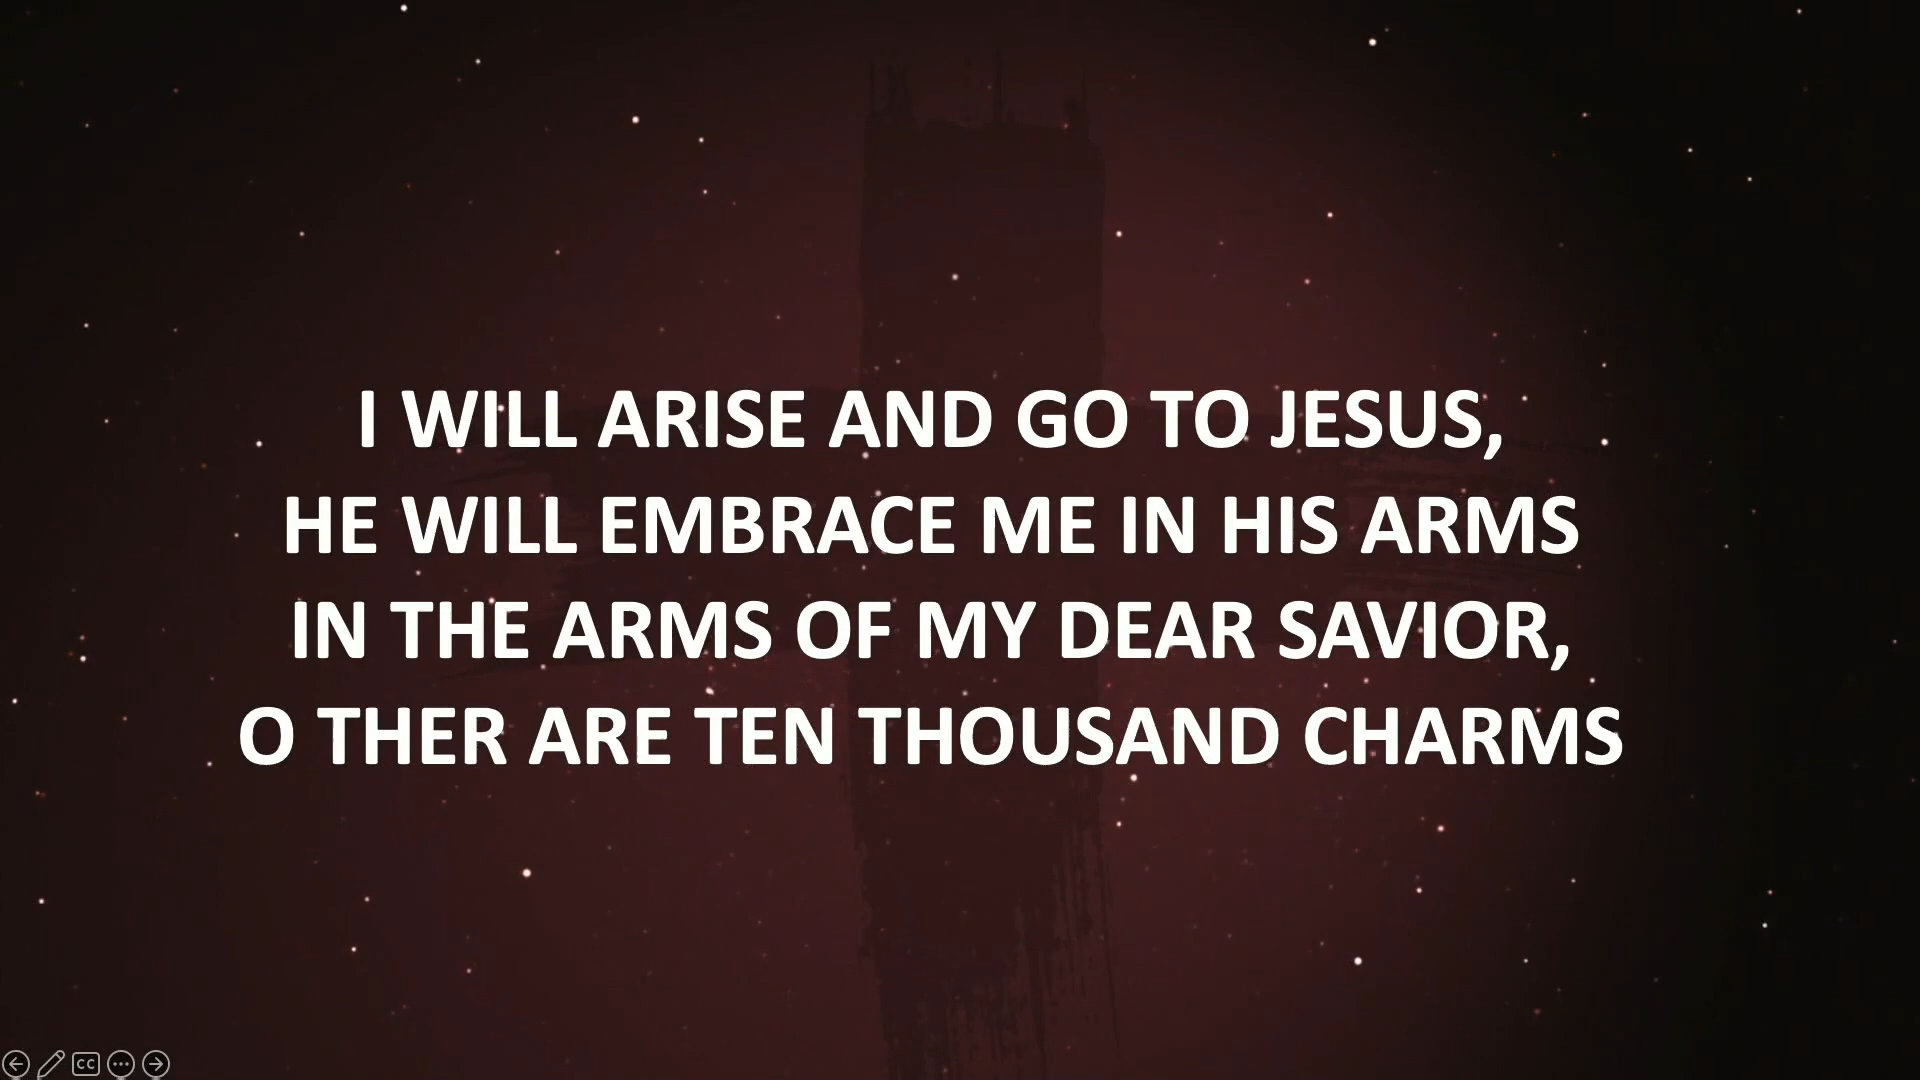 I WILL ARISE AND GO TO JESUS,
HE WILL EMBRACE ME IN HIS ARMS
IN THE ARMS OF MY DEAR SAVIOR,
O THER ARE TEN THOUSAND CHARMS
CC